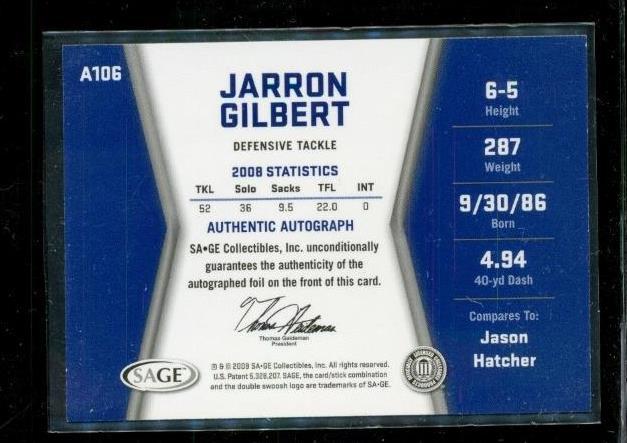 A106
JARRON
GILBERT
DEFENSIVE TACKLE
2008 STATISTICS
TKL Solo Sacks TFL INT
52 36 9.5 22.0 0
AUTHENTIC AUTOGRAPH
SA•GE Collectibles, Inc. unconditionally
guarantees the authenticity of the
autographed foil on the front of this card.
Thomas Geideman
President
SAGE
℗ & © 2009 SA•GE Collectibles, Inc. All rights reserved.
U.S. Patent 5,328,207. SAGE, the card/stick combination
and the double swoosh logo are trademarks of SA•GE.
6-5
Height
287
Weight
9/30/86
Born
4.94
40-yd Dash
Compares To:
Jason
Hatcher